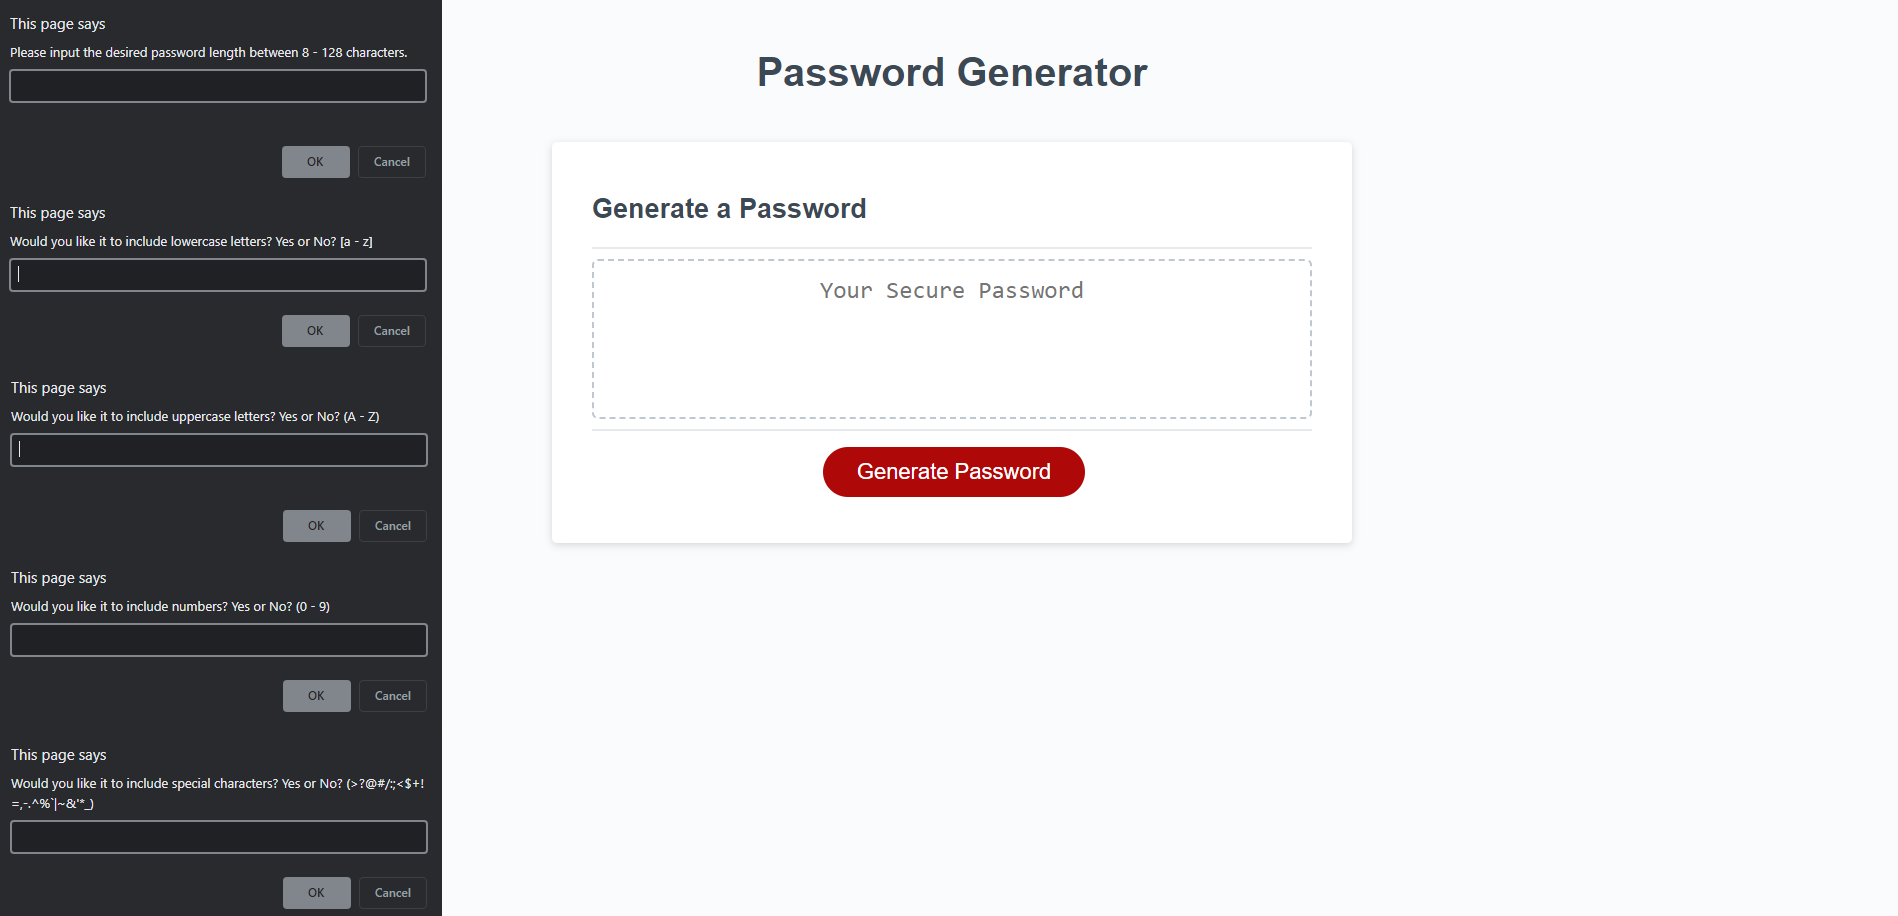 This page says
Please input the desired password length between 8 - 128 characters.
OK Cancel
This page says
Would you like it to include lowercase letters? Yes or No? [a - z]
OK Cancel
This page says
Would you like it to include uppercase letters? Yes or No? (A - Z)
OK Cancel
This page says
Would you like it to include numbers? Yes or No? (0 - 9)
OK Cancel
This page says
Would you like it to include special characters? Yes or No? (>?@#/:;<$+!
=,-.^%`|~&'*_)
OK Cancel
Password Generator
Generate a Password
Your Secure Password
Generate Password